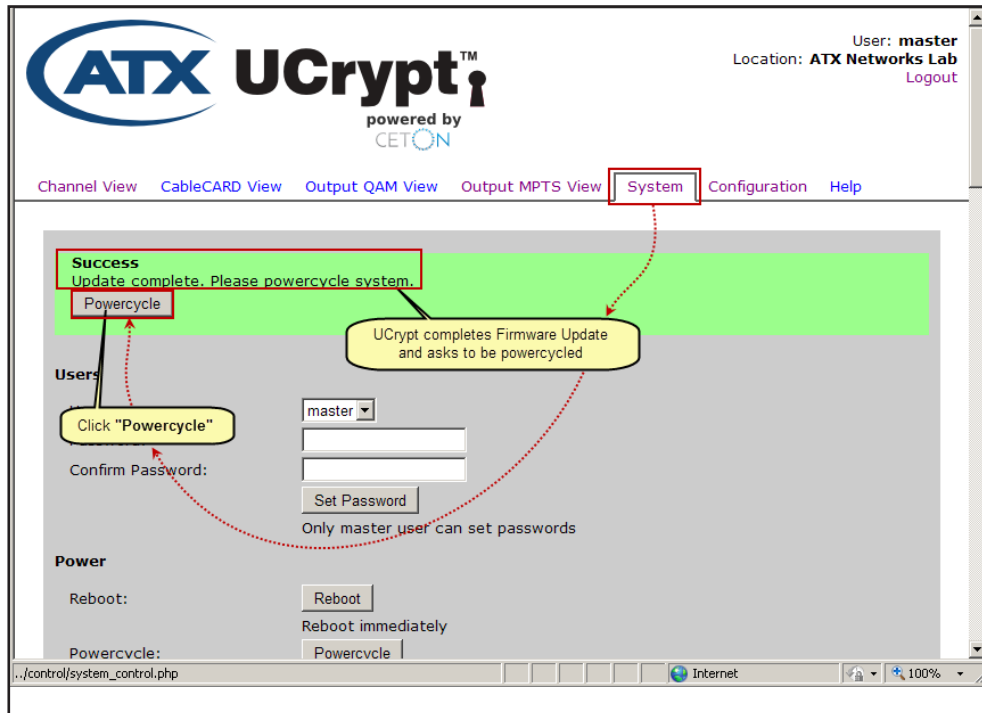 ATX UCrypt™
powered by
CETON
User: master
Location: ATX Networks Lab
Logout
Channel View CableCARD View Output QAM View Output MPTS View System Configuration Help
Success
Update complete. Please powercycle system.
Powercycle
UCrypt completes Firmware Update
and asks to be powercycled
Users
master
Click "Powercycle"
Confirm Password:
Set Password
Only master user can set passwords
Power
Reboot:
Reboot
Reboot immediately
Powercycle:
Powercycle
../control/system_control.php
Internet
100%